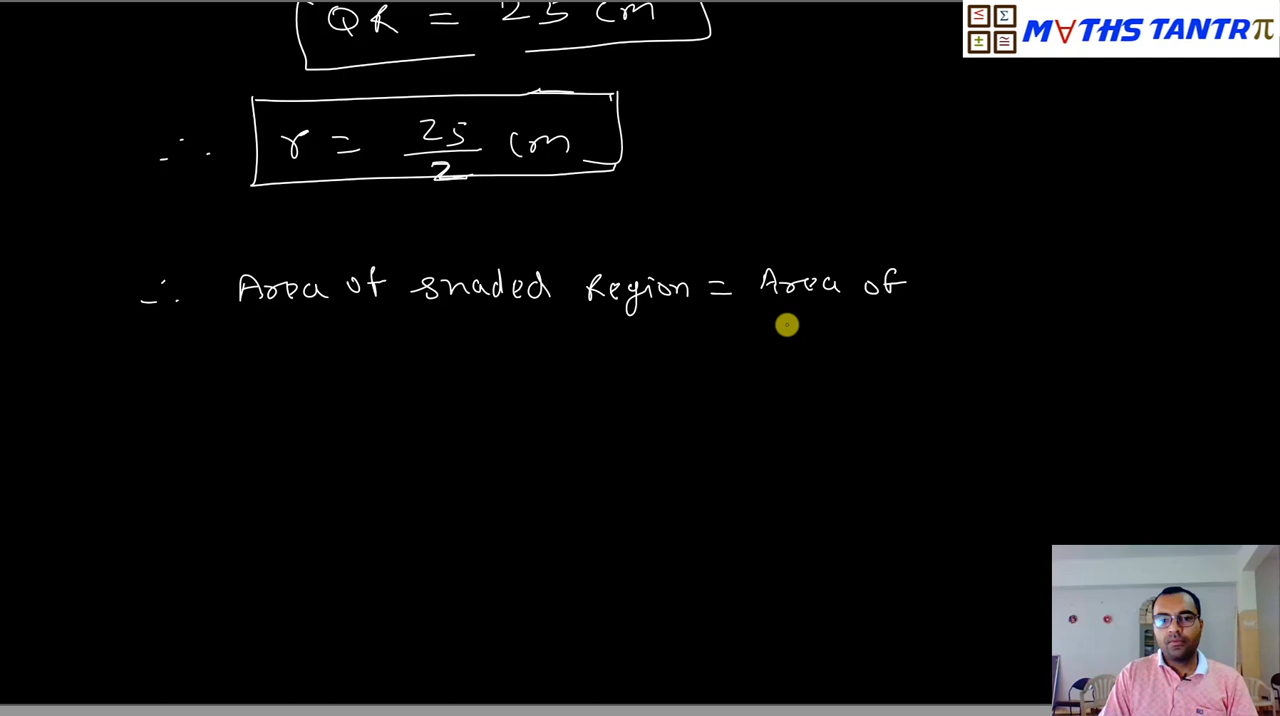 MATHS TANTRπ
QR = 25 cm
∴ r = 25/2 cm
∴ Area of shaded Region = Area of